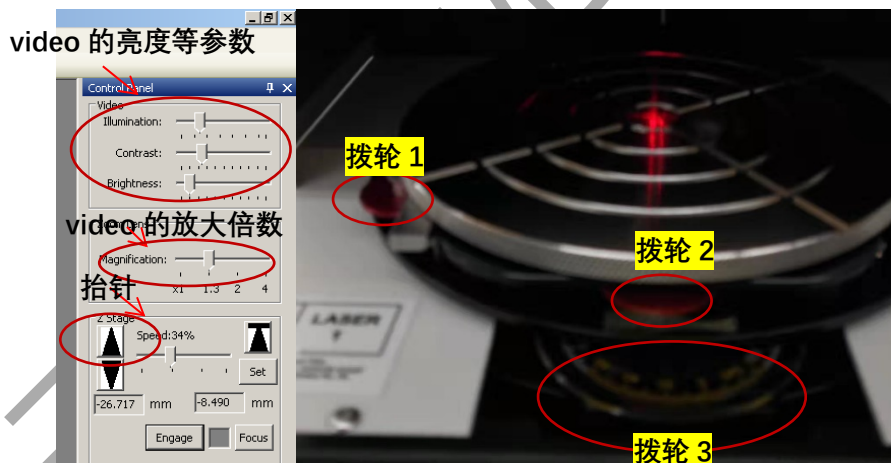 video 的亮度等参数
Control Panel
Video
Illumination:
Contrast:
Brightness:
video 的放大倍数
Magnification:
x1 1.3 2 4
抬针
Z Stage
Speed:34%
Set
-26.717 mm -8.490 mm
Engage Focus
拨轮 1
拨轮 2
LASER
拨轮 3